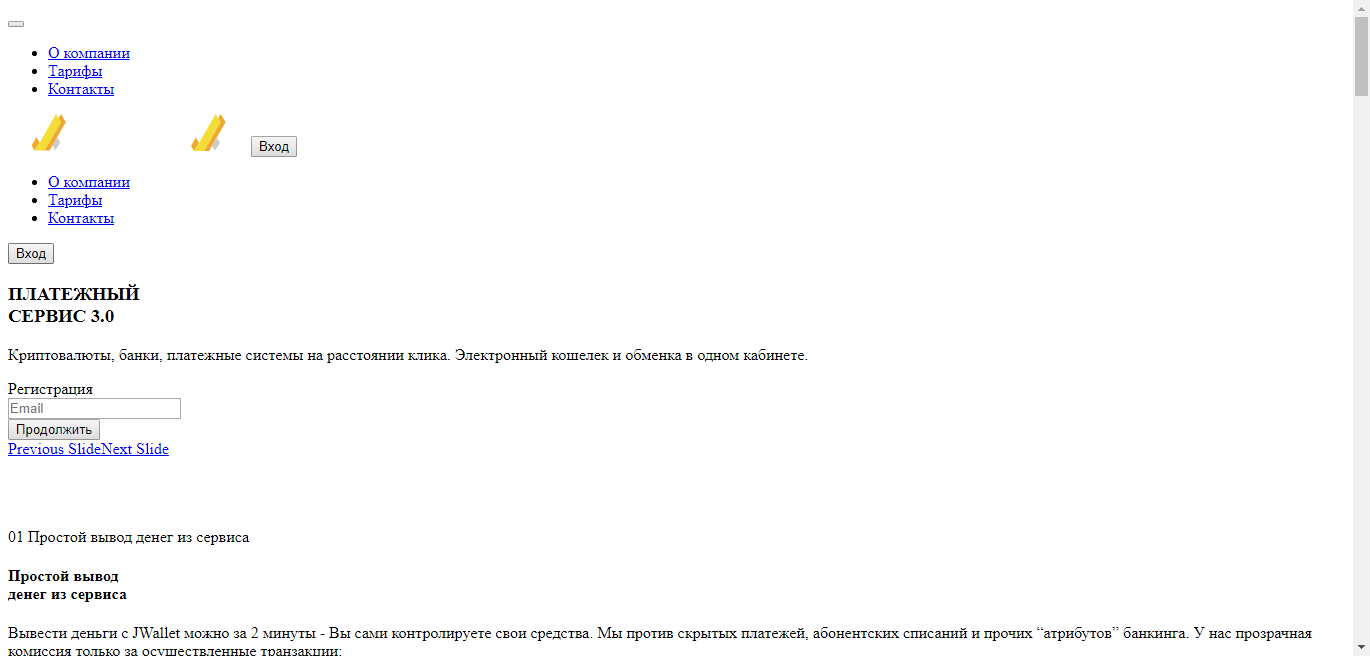 О компании
Тарифы
Контакты
Вход
О компании
Тарифы
Контакты
Вход
ПЛАТЕЖНЫЙ
СЕРВИС 3.0
Криптовалюты, банки, платежные системы на расстоянии клика. Электронный кошелек и обменка в одном кабинете.
Регистрация
Email
Продолжить
Previous SlideNext Slide
01 Простой вывод денег из сервиса
Простой вывод
денег из сервиса
Вывести деньги с JWallet можно за 2 минуты - Вы сами контролируете свои средства. Мы против скрытых платежей, абонентских списаний и прочих “атрибутов” банкинга. У нас прозрачная
комиссия только за осуществленные транзакции: